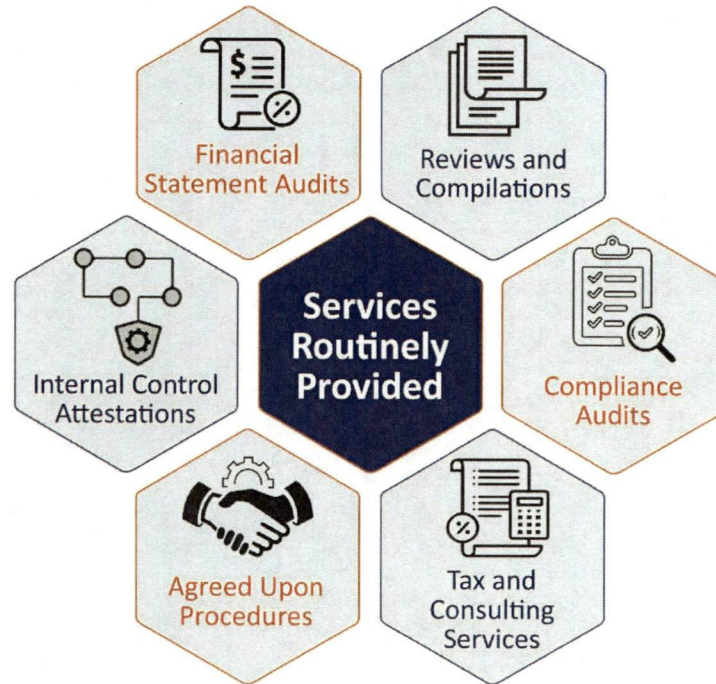 Financial
Statement Audits
Reviews and
Compilations
Internal Control
Attestations
Services
Routinely
Provided
Compliance
Audits
Agreed Upon
Procedures
Tax and
Consulting
Services